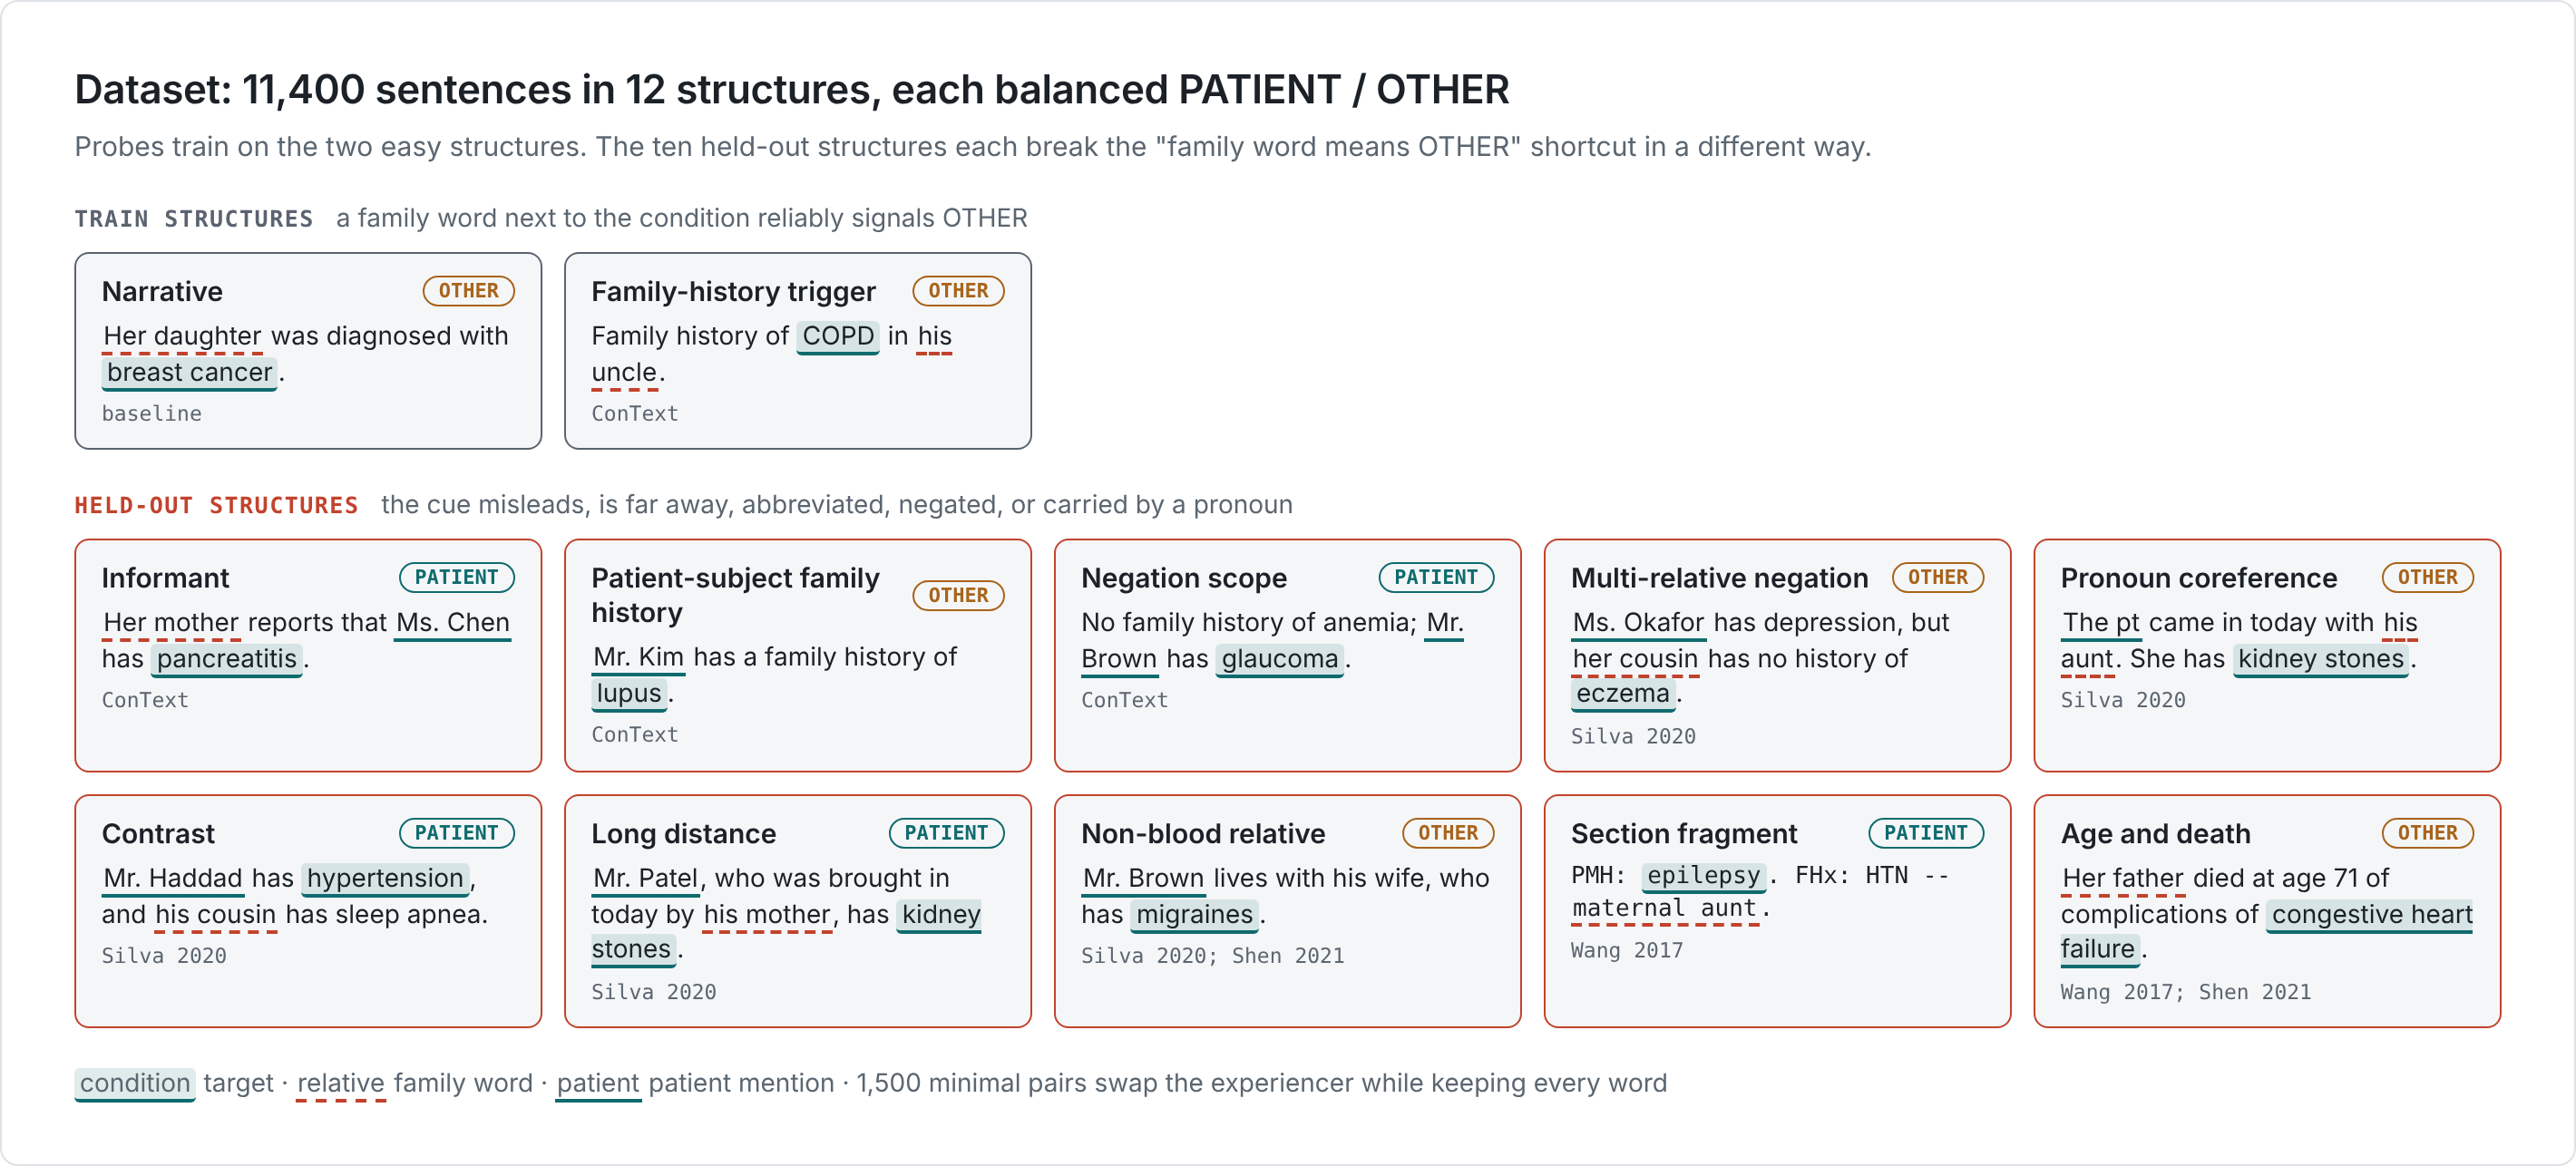 Dataset: 11,400 sentences in 12 structures, each balanced PATIENT / OTHER
Probes train on the two easy structures. The ten held-out structures each break the "family word means OTHER" shortcut in a different way.
TRAIN STRUCTURES a family word next to the condition reliably signals OTHER
Narrative OTHER
Her daughter was diagnosed with
breast cancer.
baseline
Family-history trigger OTHER
Family history of COPD in his
uncle.
ConText
HELD-OUT STRUCTURES the cue misleads, is far away, abbreviated, negated, or carried by a pronoun
Informant PATIENT
Her mother reports that Ms. Chen
has pancreatitis.
ConText
Patient-subject family
history
OTHER
Mr. Kim has a family history of
lupus.
ConText
Negation scope PATIENT
No family history of anemia; Mr.
Brown has glaucoma.
ConText
Multi-relative negation OTHER
Ms. Okafor has depression, but
her cousin has no history of
eczema.
Silva 2020
Pronoun coreference OTHER
The pt came in today with his
aunt. She has kidney stones.
Silva 2020
Contrast PATIENT
Mr. Haddad has hypertension,
and his cousin has sleep apnea.
Silva 2020
Long distance PATIENT
Mr. Patel, who was brought in
today by his mother, has kidney
stones.
Silva 2020
Non-blood relative OTHER
Mr. Brown lives with his wife, who
has migraines.
Silva 2020; Shen 2021
Section fragment PATIENT
PMH: epilepsy. FHx: HTN --
maternal aunt.
Wang 2017
Age and death OTHER
Her father died at age 71 of
complications of congestive heart
failure.
Wang 2017; Shen 2021
condition target · relative family word · patient patient mention · 1,500 minimal pairs swap the experiencer while keeping every word